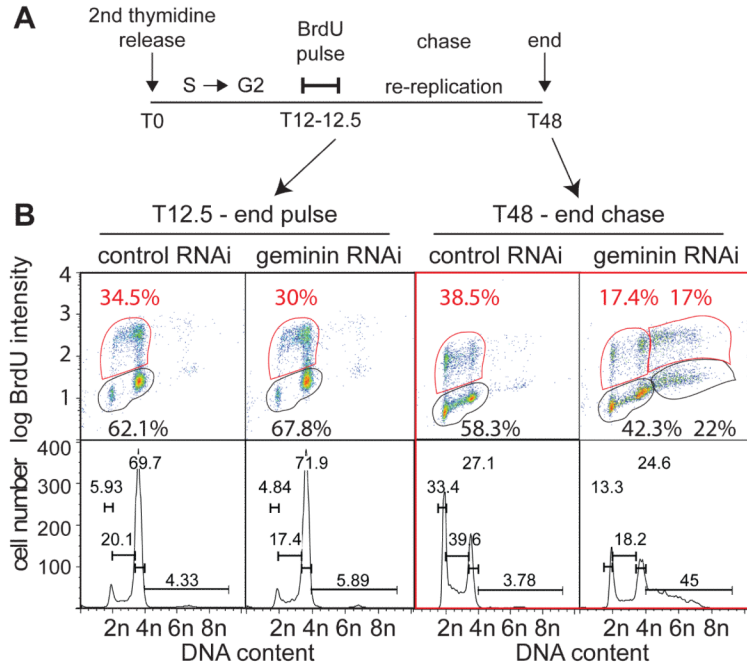 A
2nd thymidine
release
BrdU
pulse
chase
end
S → G2
re-replication
T0
T12-12.5
T48
B
T12.5 - end pulse
T48 - end chase
control RNAi
geminin RNAi
control RNAi
geminin RNAi
log BrdU intensity
4
3
2
1
34.5%
62.1%
30%
67.8%
38.5%
58.3%
17.4% 17%
42.3% 22%
cell number
400
300
200
100
69.7
5.93
20.1
4.33
71.9
4.84
17.4
5.89
27.1
33.4
39.6
3.78
24.6
13.3
18.2
45
2n 4n 6n 8n
2n 4n 6n 8n
2n 4n 6n 8n
2n 4n 6n 8n
DNA content
DNA content
DNA content
DNA content